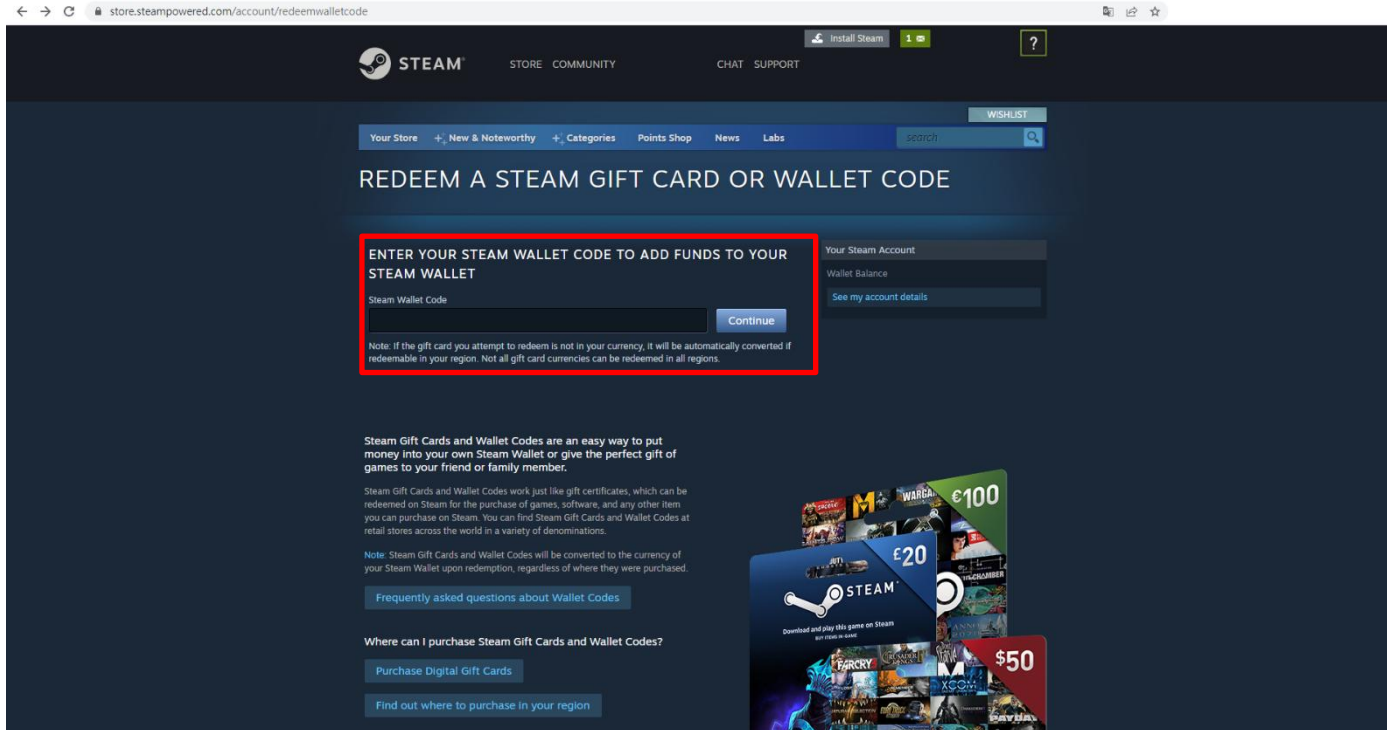 store.steampowered.com/account/redeemwalletcode
Install Steam
1
?
STEAM®
STORE COMMUNITY CHAT SUPPORT
WISHLIST
Your Store New & Noteworthy Categories Points Shop News Labs search
REDEEM A STEAM GIFT CARD OR WALLET CODE
ENTER YOUR STEAM WALLET CODE TO ADD FUNDS TO YOUR
STEAM WALLET
Steam Wallet Code
Continue
Note: If the gift card you attempt to redeem is not in your currency, it will be automatically converted if
redeemable in your region. Not all gift card currencies can be redeemed in all regions.
Your Steam Account
Wallet Balance
See my account details
Steam Gift Cards and Wallet Codes are an easy way to put
money into your own Steam Wallet or give the perfect gift of
games to your friend or family member.
Steam Gift Cards and Wallet Codes work just like gift certificates, which can be
redeemed on Steam for the purchase of games, software, and any other item
you can purchase on Steam. You can find Steam Gift Cards and Wallet Codes at
retail stores across the world in a variety of denominations.
Note: Steam Gift Cards and Wallet Codes will be converted to the currency of
your Steam Wallet upon redemption, regardless of where they were purchased.
Frequently asked questions about Wallet Codes
Where can I purchase Steam Gift Cards and Wallet Codes?
Purchase Digital Gift Cards
Find out where to purchase in your region
€100
£20
STEAM
Download and play this game on Steam
BUY ITEMS IN-GAME
$50
FARCRY
XCOM
PAYDAY